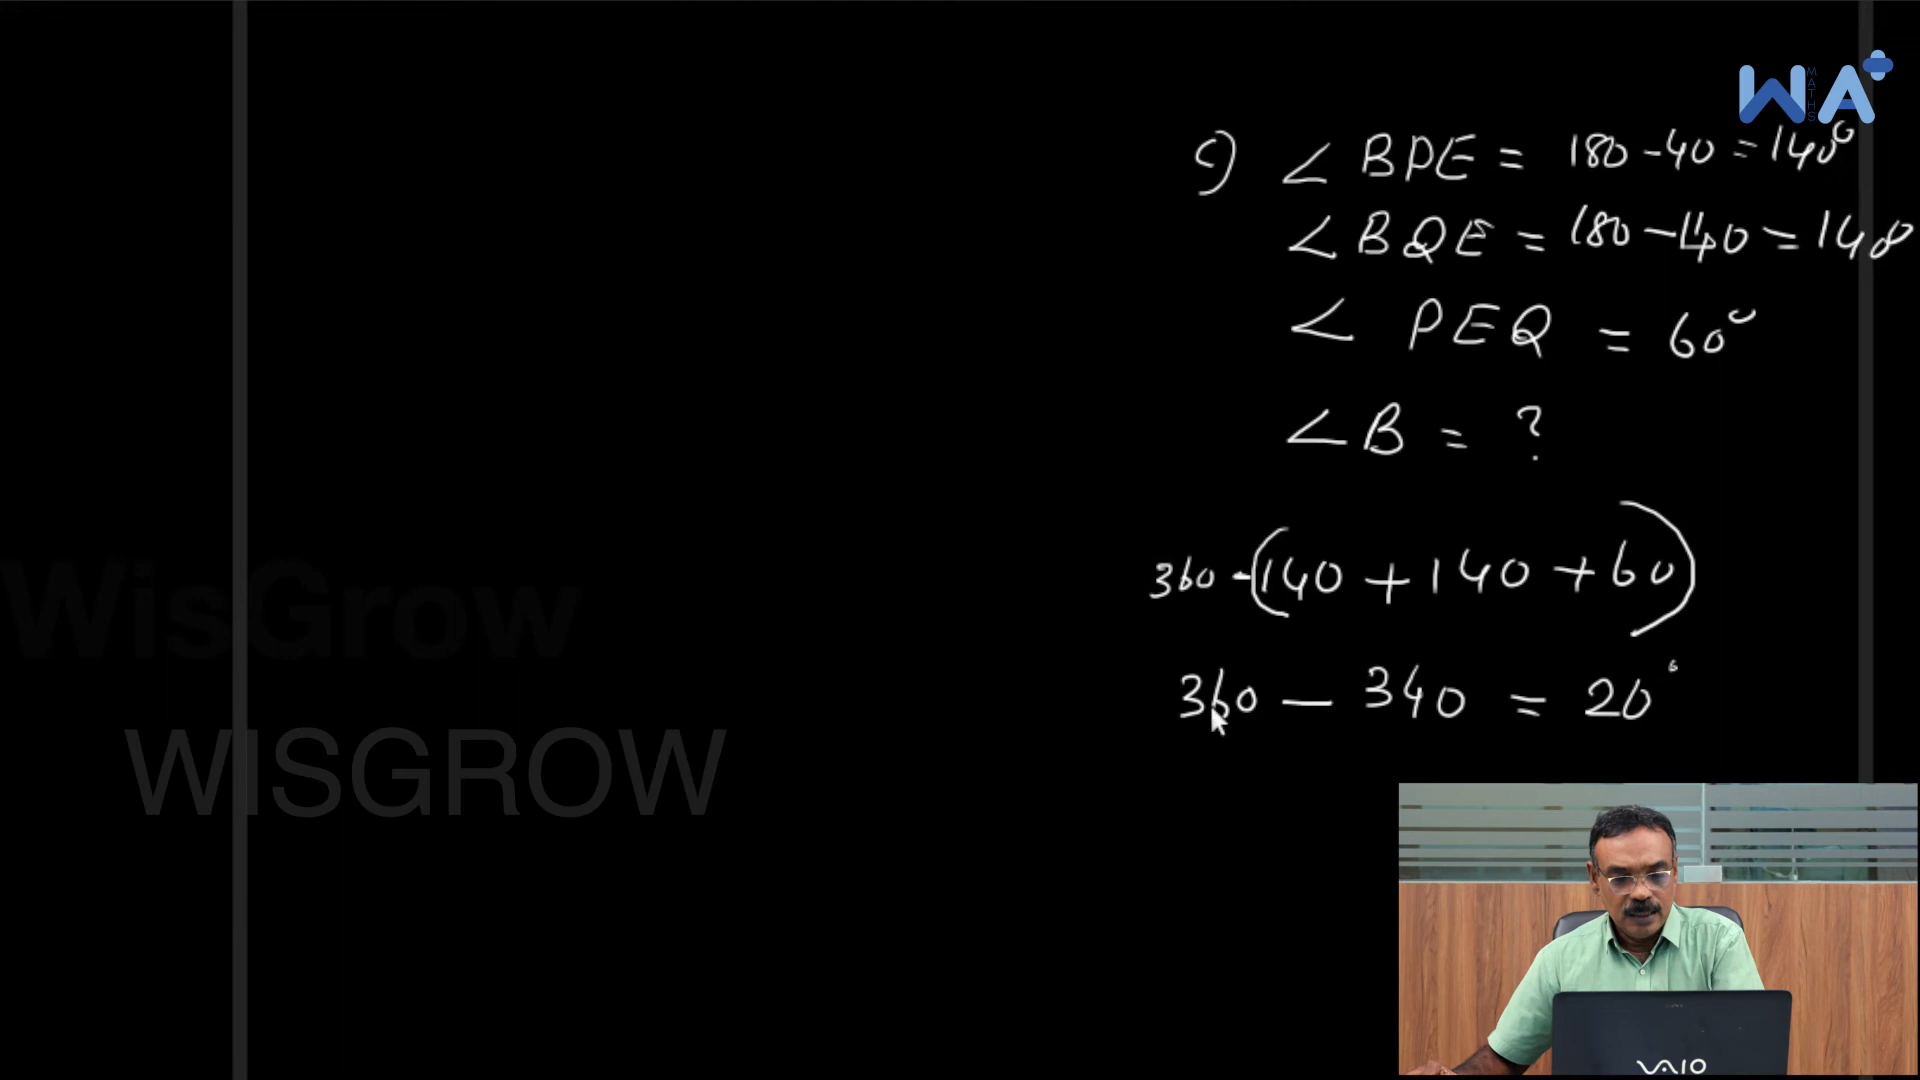 WA+
MATHS
c) ∠BPE = 180-40 = 140°
∠BQE = 180-40 = 140
∠PEQ = 60°
∠B = ?
360-(140+140+60)
360 - 340 = 20°
WisGrow
WISGROW
VAIO